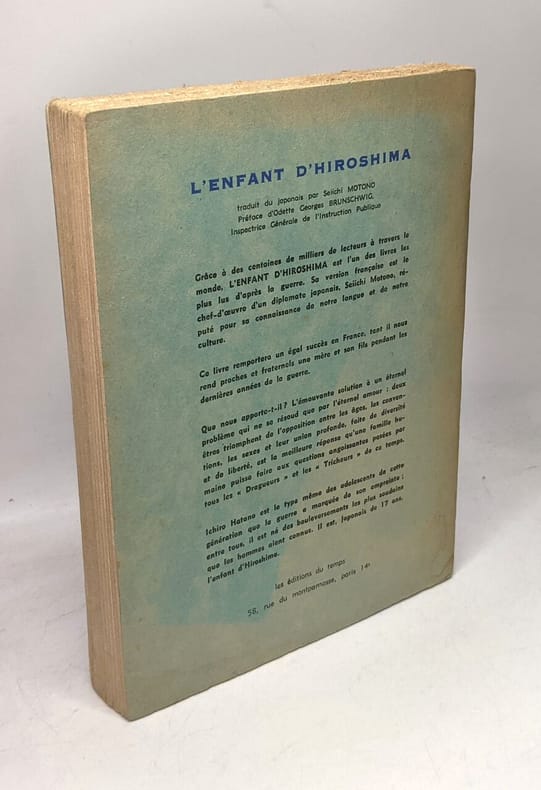 L'ENFANT D'HIROSHIMA
traduit du japonais par Seiichi MOTONO
Préface d'Odette Georges BRUNSCHWIG,
Inspectrice Générale de l'Instruction Publique
Grâce à des centaines de milliers de lecteurs à travers le
monde, L'ENFANT D'HIROSHIMA est l'un des livres les
plus lus d'après la guerre. Sa version française est le
chef-d'œuvre d'un diplomate japonais, Seiichi Motono, ré-
puté pour sa connaissance de notre langue et de notre
culture.
Ce livre remportera un égal succès en France, tant il nous
rend proches et fraternels une mère et son fils pendant les
dernières années de la guerre.
Que nous apporte-t-il ? L'émouvante solution à un éternel
problème qui ne se résoud que par l'éternel amour : deux
êtres triomphent de l'opposition entre les âges, les conven-
tions, les sexes et leur union profonde, faite de diversité
et de liberté, est la meilleure réponse qu'une famille hu-
maine puisse faire aux questions angoissantes posées par
tous les « Dragueurs » et les « Tricheurs » de ce temps.
Ichiro Hatano est le type même des adolescents de cette
génération que la guerre a marquée de son empreinte ;
entre tous, il est né des bouleversements les plus soudains
que les hommes aient connus. Il est, Japonais de 17 ans,
l'enfant d'Hiroshima.
les éditions du temps
58, rue du montparnasse, paris 14e